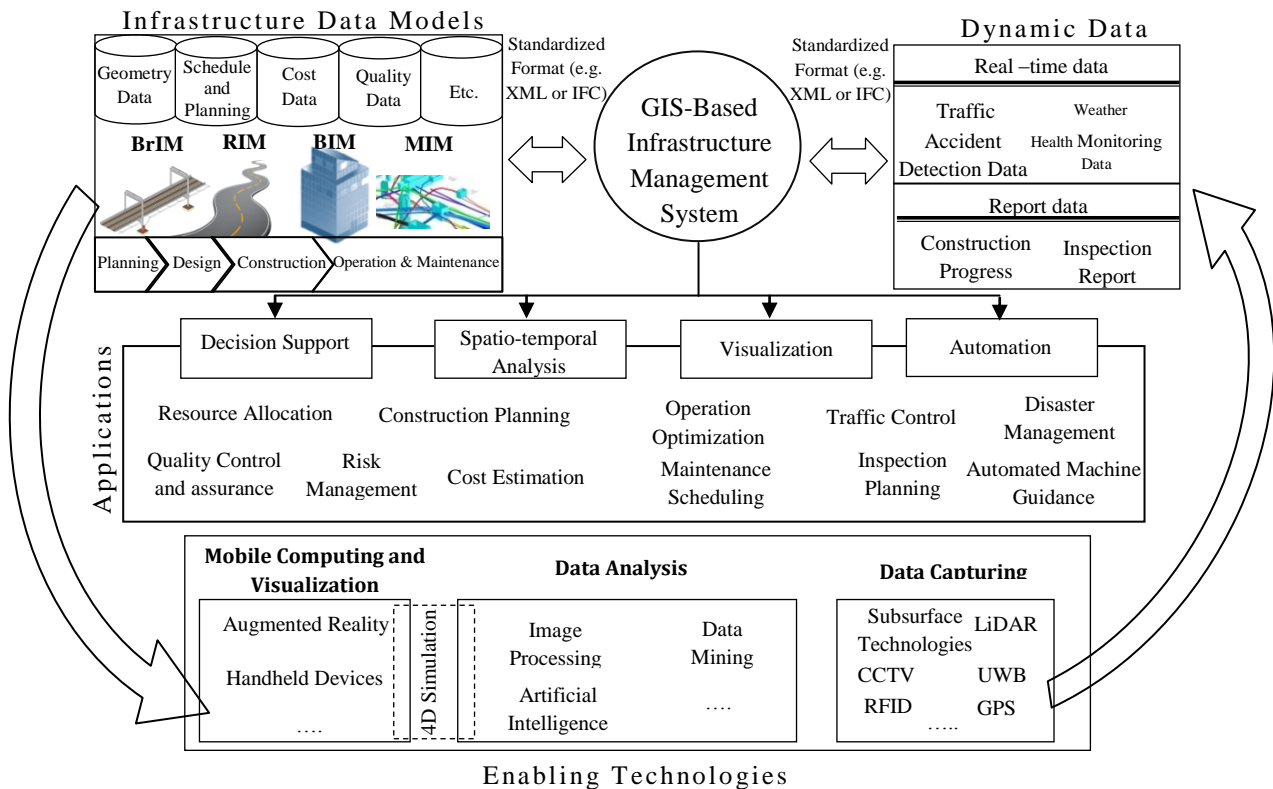 Infrastructure Data Models
Geometry
Data
Schedule
and
Planning
Cost
Data
Quality
Data
Etc.
BrIM
RIM
BIM
MIM
Planning
Design
Construction
Operation & Maintenance
Standardized
Format (e.g.
XML or IFC)
GIS-Based
Infrastructure
Management
System
Standardized
Format (e.g.
XML or IFC)
Dynamic Data
Real –time data
Traffic
Accident
Detection Data
Weather
Health Monitoring
Data
Report data
Construction
Progress
Inspection
Report
Applications
Decision Support
Spatio-temporal
Analysis
Visualization
Automation
Resource Allocation
Construction Planning
Operation
Optimization
Traffic Control
Disaster
Management
Quality Control
and assurance
Risk
Management
Cost Estimation
Maintenance
Scheduling
Inspection
Planning
Automated Machine
Guidance
Mobile Computing and
Visualization
Augmented Reality
Handheld Devices
....
4D Simulation
Data Analysis
Image
Processing
Data
Mining
Artificial
Intelligence
....
Data Capturing
Subsurface
Technologies
LiDAR
CCTV
UWB
RFID
GPS
.....
Enabling Technologies